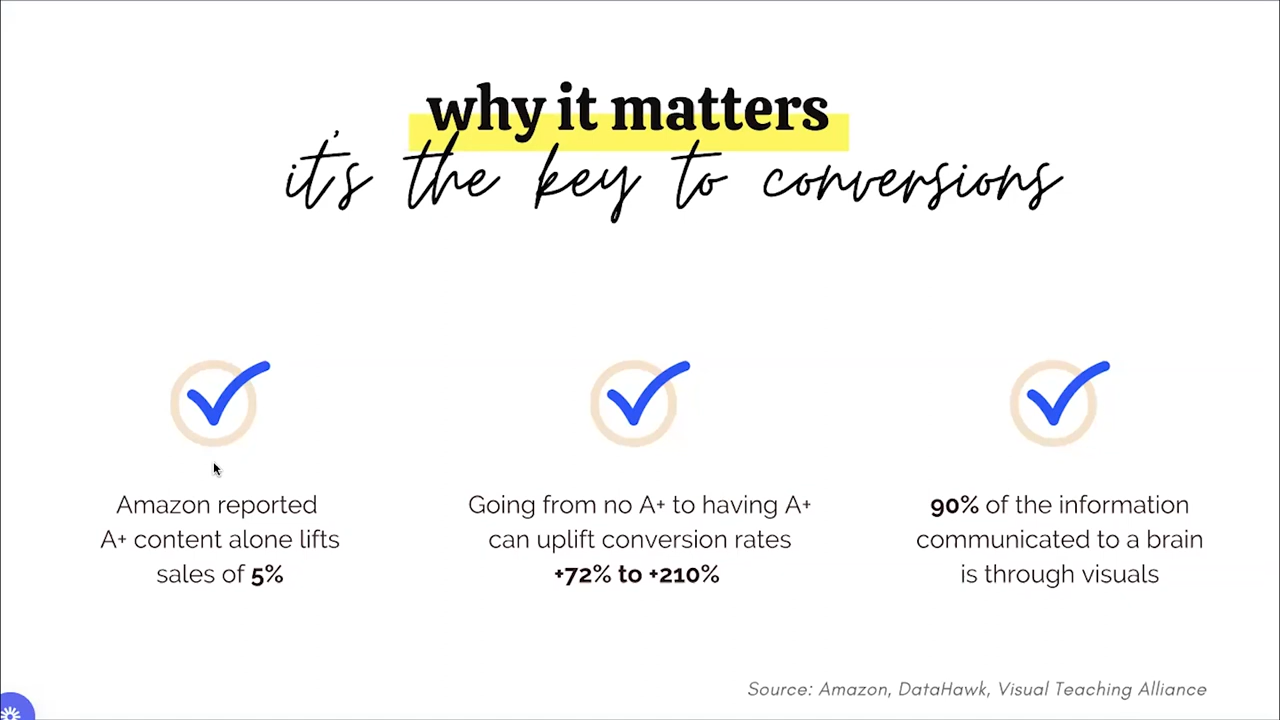 why it matters
it's the key to conversions
Amazon reported
A+ content alone lifts
sales of 5%
Going from no A+ to having A+
can uplift conversion rates
+72% to +210%
90% of the information
communicated to a brain
is through visuals
Source: Amazon, DataHawk, Visual Teaching Alliance